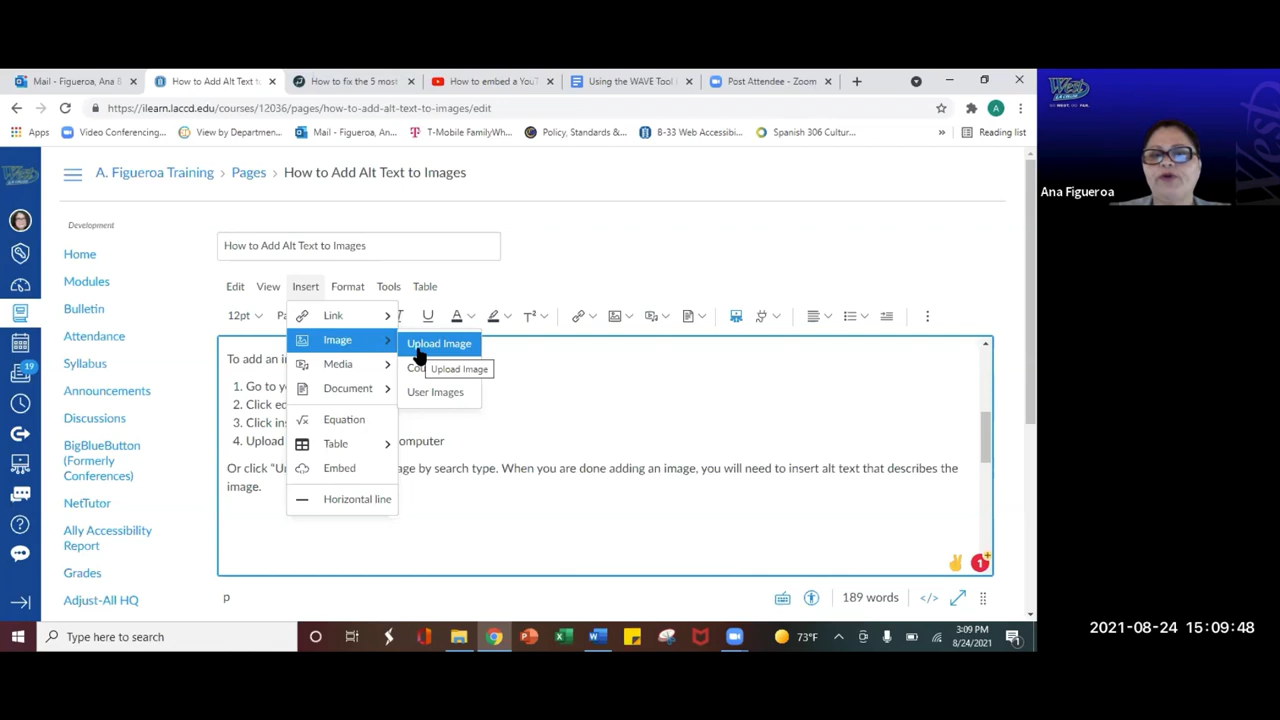 Mail - Figueroa, Ana B
How to Add Alt Text to
How to fix the 5 most
How to embed a YouT
Using the WAVE Tool
Post Attendee - Zoom
https://ilearn.laccd.edu/courses/12036/pages/how-to-add-alt-text-to-images/edit
A
Apps
Video Conferencing...
View by Departmen...
Mail - Figueroa, An...
T-Mobile FamilyWh...
Policy, Standards &...
B-33 Web Accessibi...
Spanish 306 Cultur...
»
Reading list
West
A. Figueroa Training > Pages > How to Add Alt Text to Images
Ana Figueroa
Development
Home
Modules
Bulletin
Attendance
Syllabus
Announcements
Discussions
BigBlueButton
(Formerly
Conferences)
NetTutor
Ally Accessibility
Report
Grades
Adjust-All HQ
19
How to Add Alt Text to Images
Edit View Insert Format Tools Table
12pt
Link
Image
Media
Document
Equation
Table
Embed
Horizontal line
Upload Image
Upload Image
User Images
To add an
1. Go to
2. Click
3. Click
4. Upload computer
Or click by search type. When you are done adding an image, you will need to insert alt text that describes the
image.
1
p
189 words
</>
Type here to search
73°F
3:09 PM
8/24/2021
2021-08-24 15:09:48